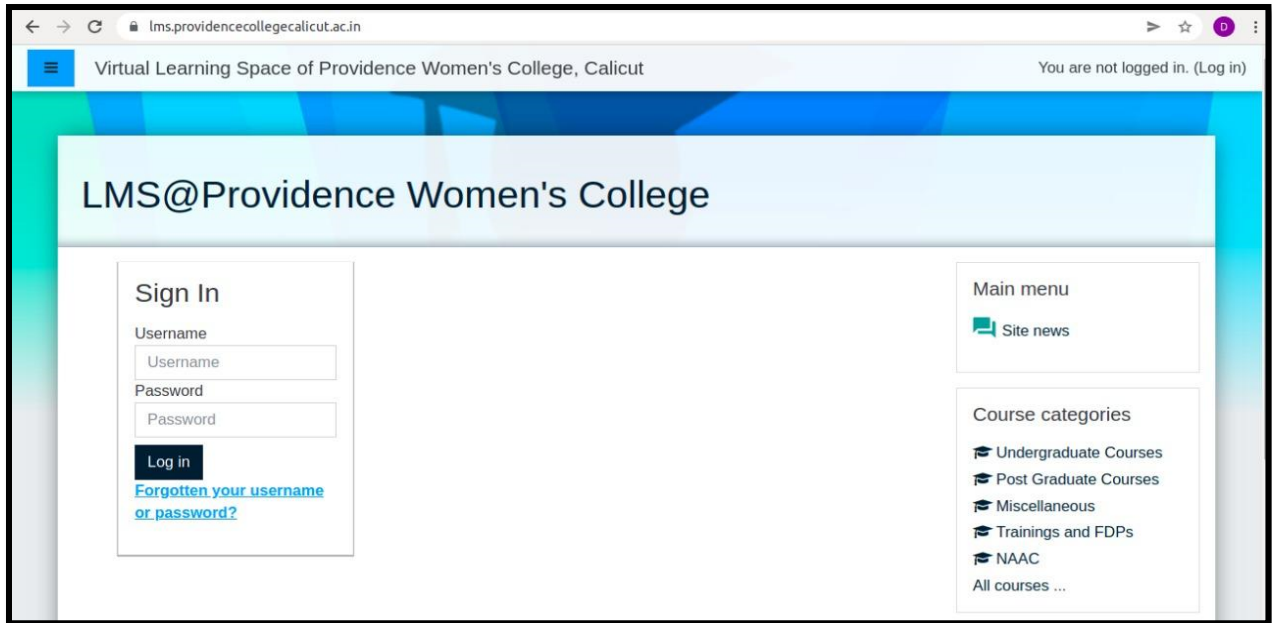 lms.providencecollegecalicut.ac.in
D
Virtual Learning Space of Providence Women's College, Calicut
You are not logged in. (Log in)
LMS@Providence Women's College
Sign In
Username
Username
Password
Password
Log in
Forgotten your username
or password?
Main menu
Site news
Course categories
Undergraduate Courses
Post Graduate Courses
Miscellaneous
Trainings and FDPs
NAAC
All courses ...